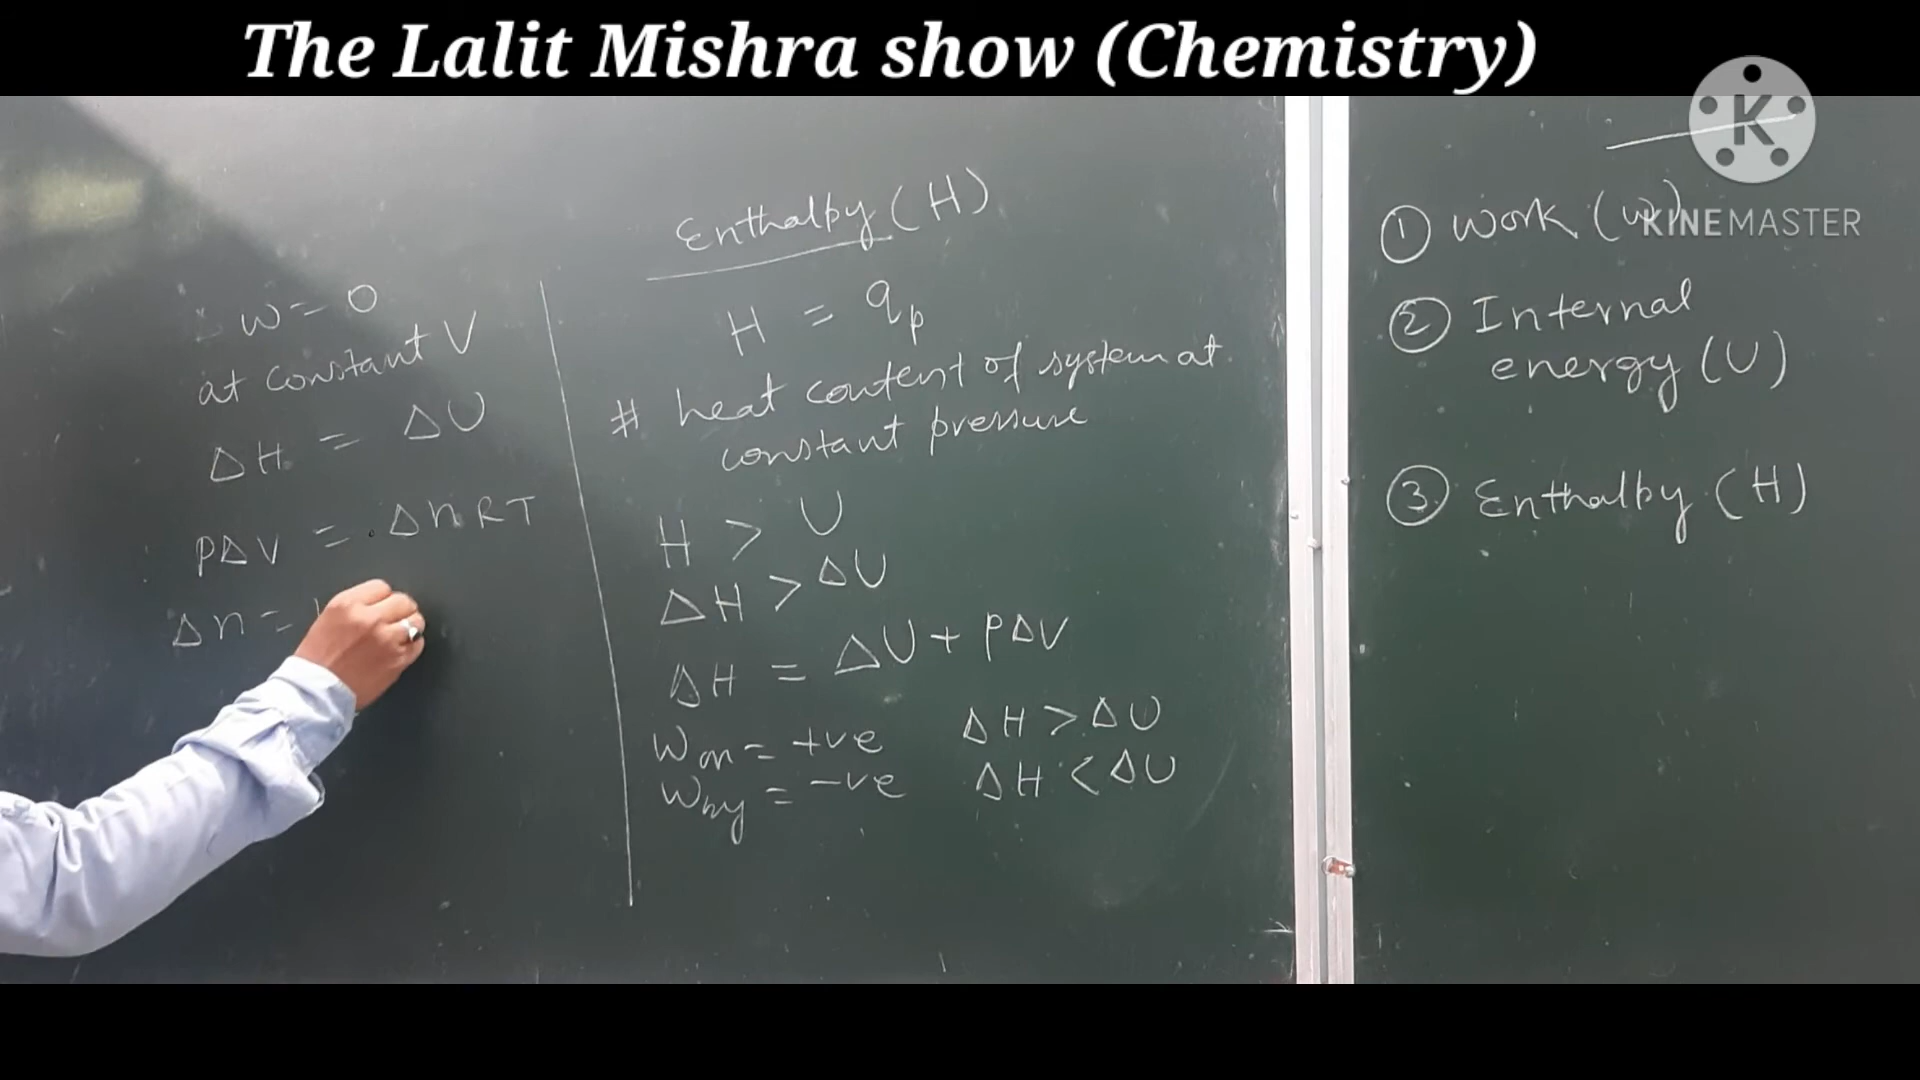 The Lalit Mishra show (Chemistry)
K
KINEMASTER
w = 0
at constant V
ΔH = ΔU
PΔV = ΔnRT
Δn =
Enthalpy (H)
H = qp
# heat content of system at
constant pressure
H > U
ΔH > ΔU
ΔH = ΔU + PΔV
Won = +ve ΔH > ΔU
Wby = -ve ΔH < ΔU
① Work (w)
② Internal
energy (U)
③ Enthalpy (H)